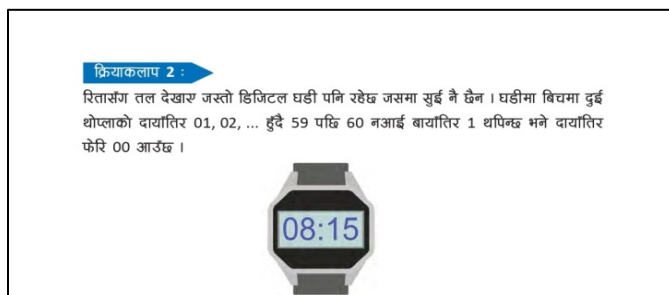 क्रियाकलाप 2 :
रितासँग तल देखाए जस्तो डिजिटल घडी पनि रहेछ जसमा सुई नै छैन । घडीमा बिचमा दुई
थोप्लाको दायाँतिर 01, 02, ... हुँदै 59 पछि 60 नआई बायाँतिर 1 थपिन्छ भने दायाँतिर
फेरि 00 आउँछ ।
08:15